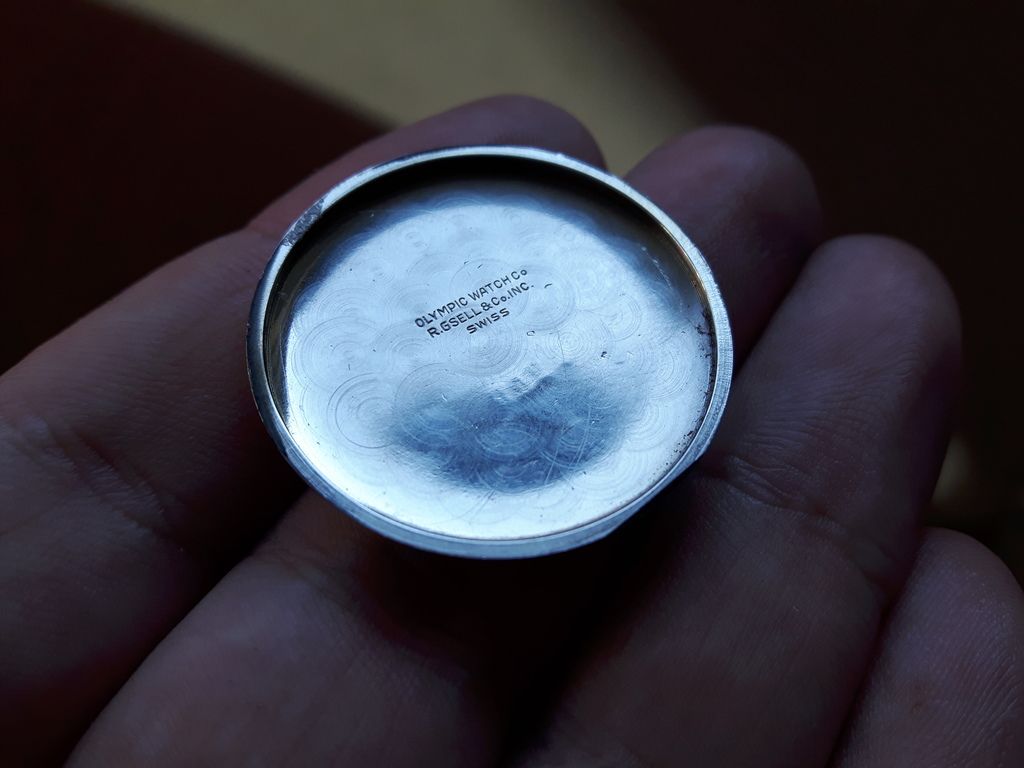 OLYMPIC WATCH Co
R.GSELL & Co.INC.
SWISS